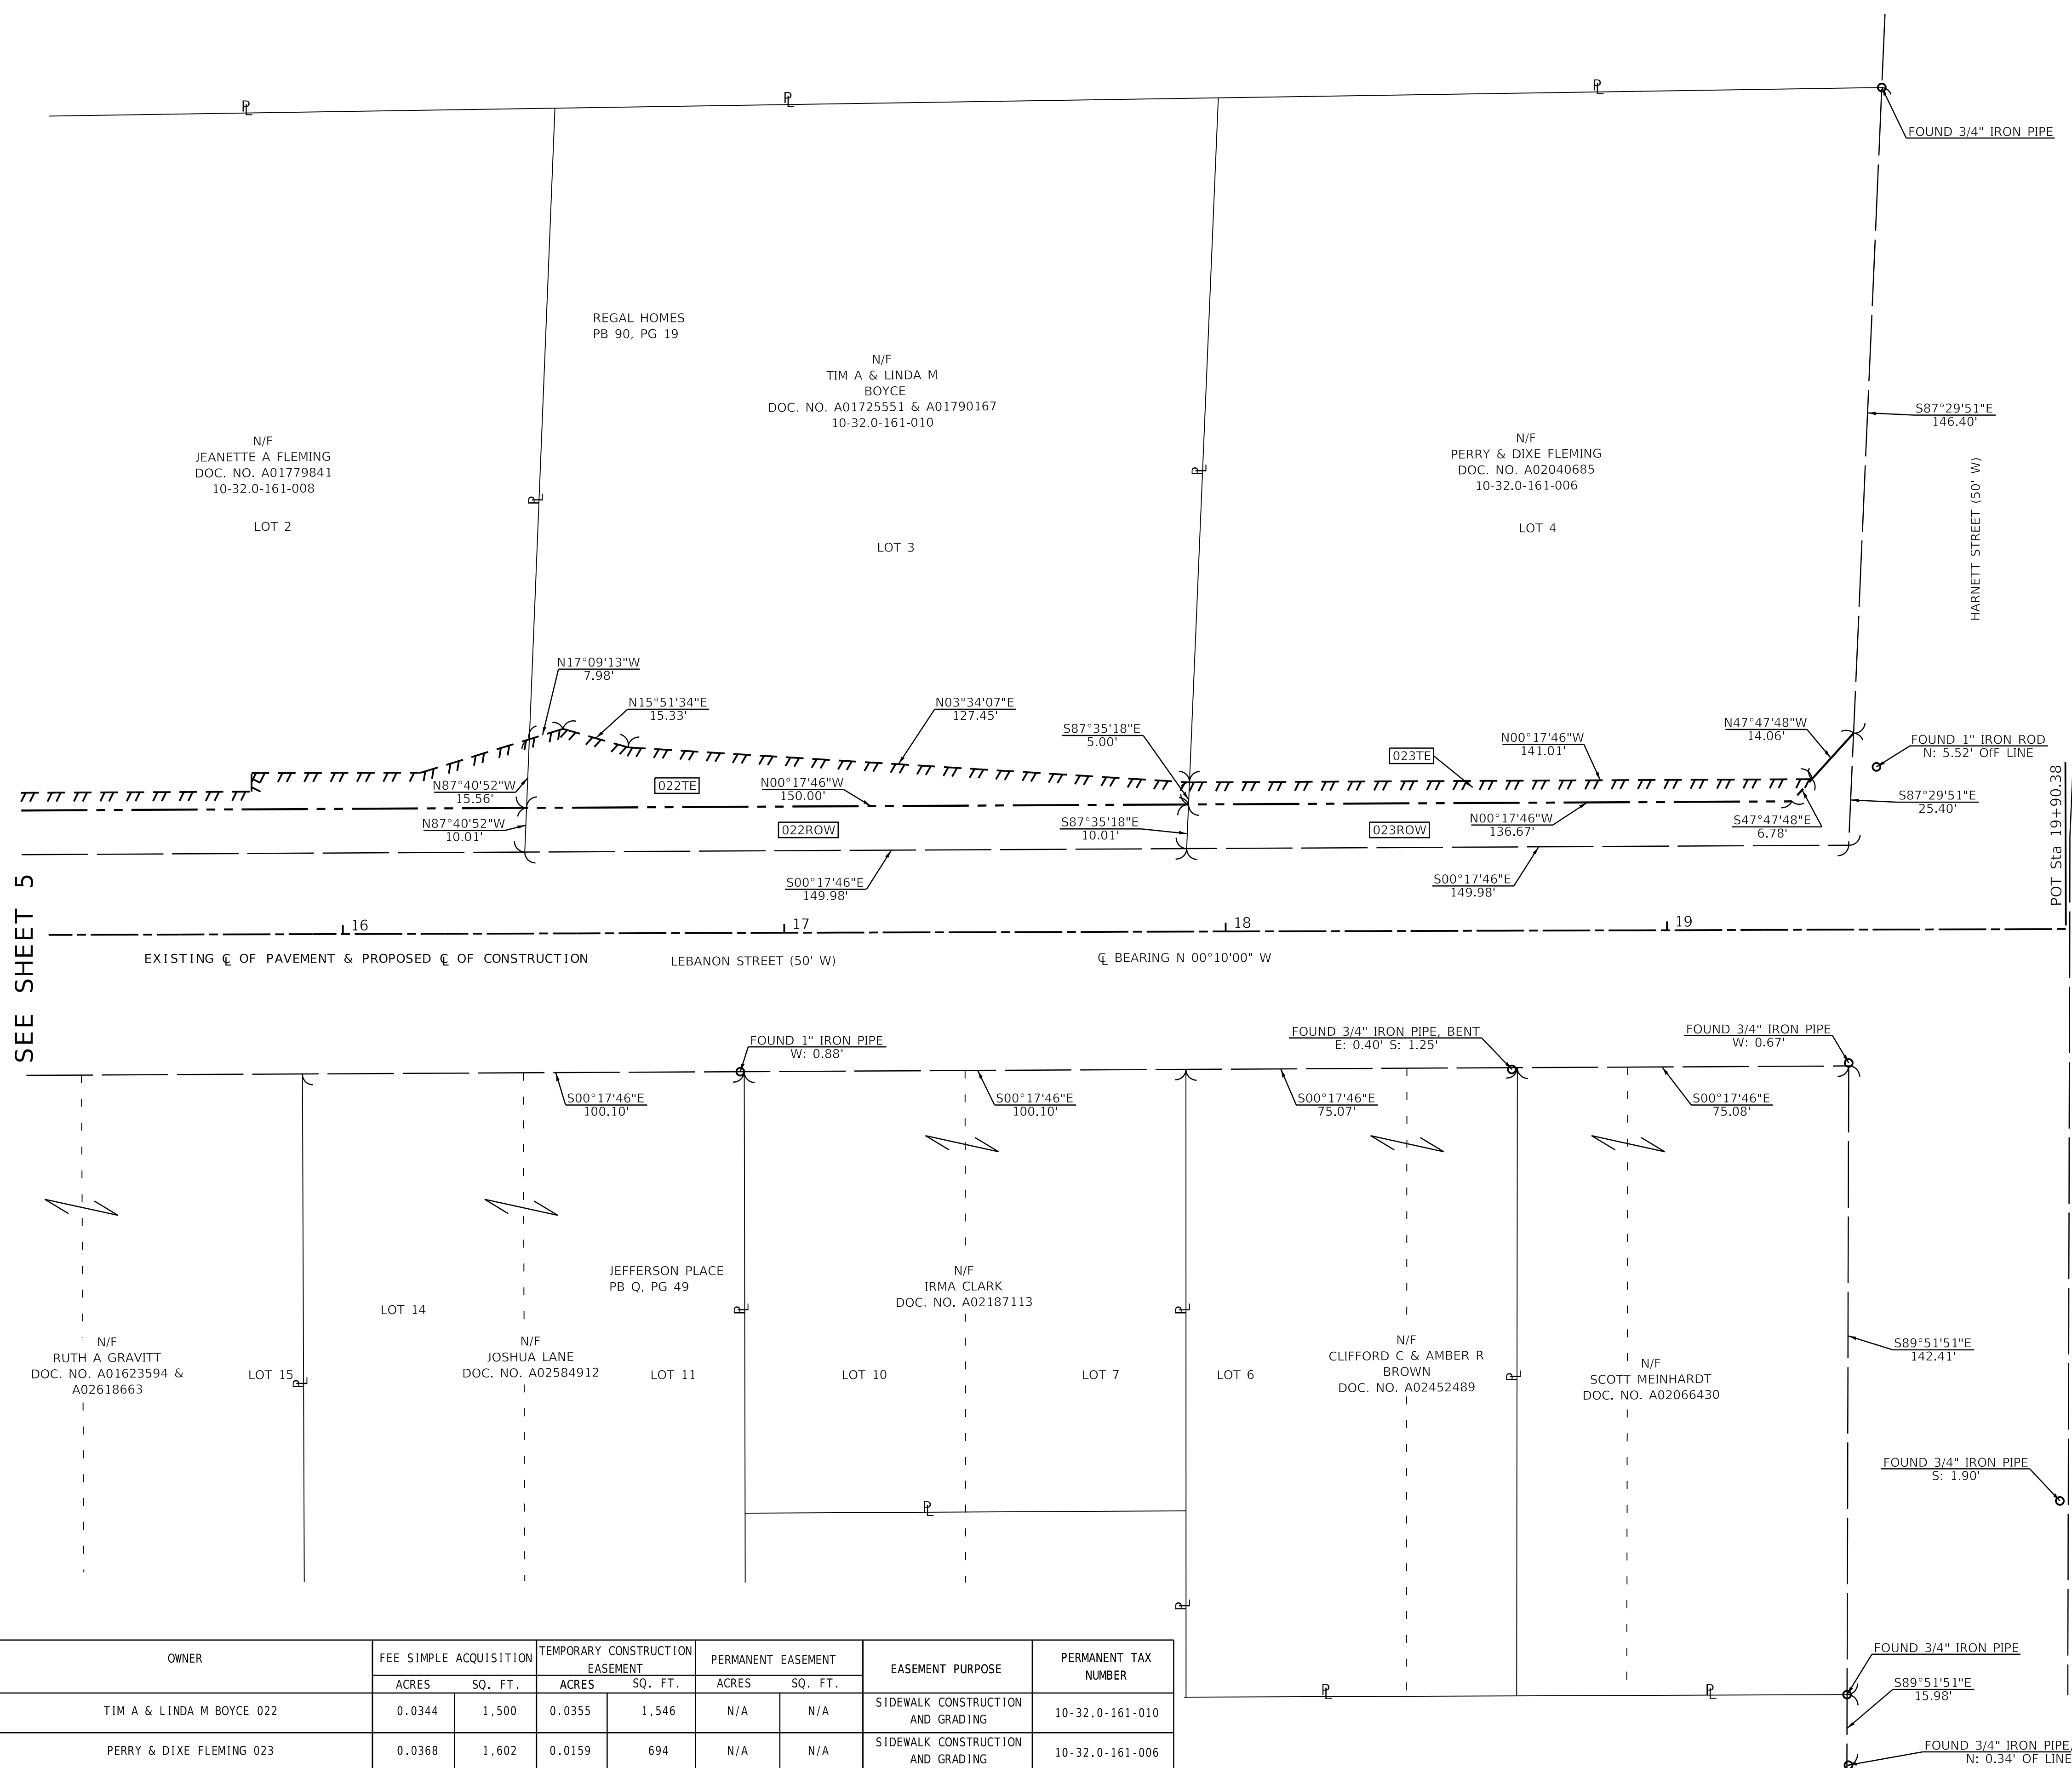 FOUND 3/4" IRON PIPE
REGAL HOMES
PB 90, PG 19
N/F
TIM A & LINDA M
BOYCE
DOC. NO. A01725551 & A01790167
10-32.0-161-010
LOT 3
N/F
JEANETTE A FLEMING
DOC. NO. A01779841
10-32.0-161-008
LOT 2
N/F
PERRY & DIXE FLEMING
DOC. NO. A02040685
10-32.0-161-006
LOT 4
S87°29'51"E
146.40'
HARNETT STREET (50' W)
N17°09'13"W
7.98'
N15°51'34"E
15.33'
N03°34'07"E
127.45'
S87°35'18"E
5.00'
023TE
N00°17'46"W
141.01'
N47°47'48"W
14.06'
FOUND 1" IRON ROD
N: 5.52' OfF LINE
N87°40'52"W
15.56'
022TE
N00°17'46"W
150.00'
S87°29'51"E
25.40'
N87°40'52"W
10.01'
022ROW
S87°35'18"E
10.01'
023ROW
N00°17'46"W
136.67'
S47°47'48"E
6.78'
POT Sta 19+90.38
S00°17'46"E
149.98'
S00°17'46"E
149.98'
SEE SHEET 5
16
17
18
19
EXISTING ℄ OF PAVEMENT & PROPOSED ℄ OF CONSTRUCTION
LEBANON STREET (50' W)
℄ BEARING N 00°10'00" W
FOUND 1" IRON PIPE
W: 0.88'
FOUND 3/4" IRON PIPE, BENT
E: 0.40' S: 1.25'
FOUND 3/4" IRON PIPE
W: 0.67'
S00°17'46"E
100.10'
S00°17'46"E
100.10'
S00°17'46"E
75.07'
S00°17'46"E
75.08'
JEFFERSON PLACE
PB Q, PG 49
LOT 14
N/F
IRMA CLARK
DOC. NO. A02187113
N/F
RUTH A GRAVITT
DOC. NO. A01623594 &
A02618663
LOT 15
N/F
JOSHUA LANE
DOC. NO. A02584912
LOT 11
LOT 10
LOT 7
LOT 6
N/F
CLIFFORD C & AMBER R
BROWN
DOC. NO. A02452489
N/F
SCOTT MEINHARDT
DOC. NO. A02066430
S89°51'51"E
142.41'
FOUND 3/4" IRON PIPE
S: 1.90'
FOUND 3/4" IRON PIPE
S89°51'51"E
15.98'
FOUND 3/4" IRON PIPE,
N: 0.34' OF LINE
OWNER FEE SIMPLE ACQUISITION TEMPORARY CONSTRUCTION EASEMENT PERMANENT EASEMENT EASEMENT PURPOSE PERMANENT TAX NUMBER
ACRES SQ. FT. ACRES SQ. FT. ACRES SQ. FT.
TIM A & LINDA M BOYCE 022 0.0344 1,500 0.0355 1,546 N/A N/A SIDEWALK CONSTRUCTION AND GRADING 10-32.0-161-010
PERRY & DIXE FLEMING 023 0.0368 1,602 0.0159 694 N/A N/A SIDEWALK CONSTRUCTION AND GRADING 10-32.0-161-006